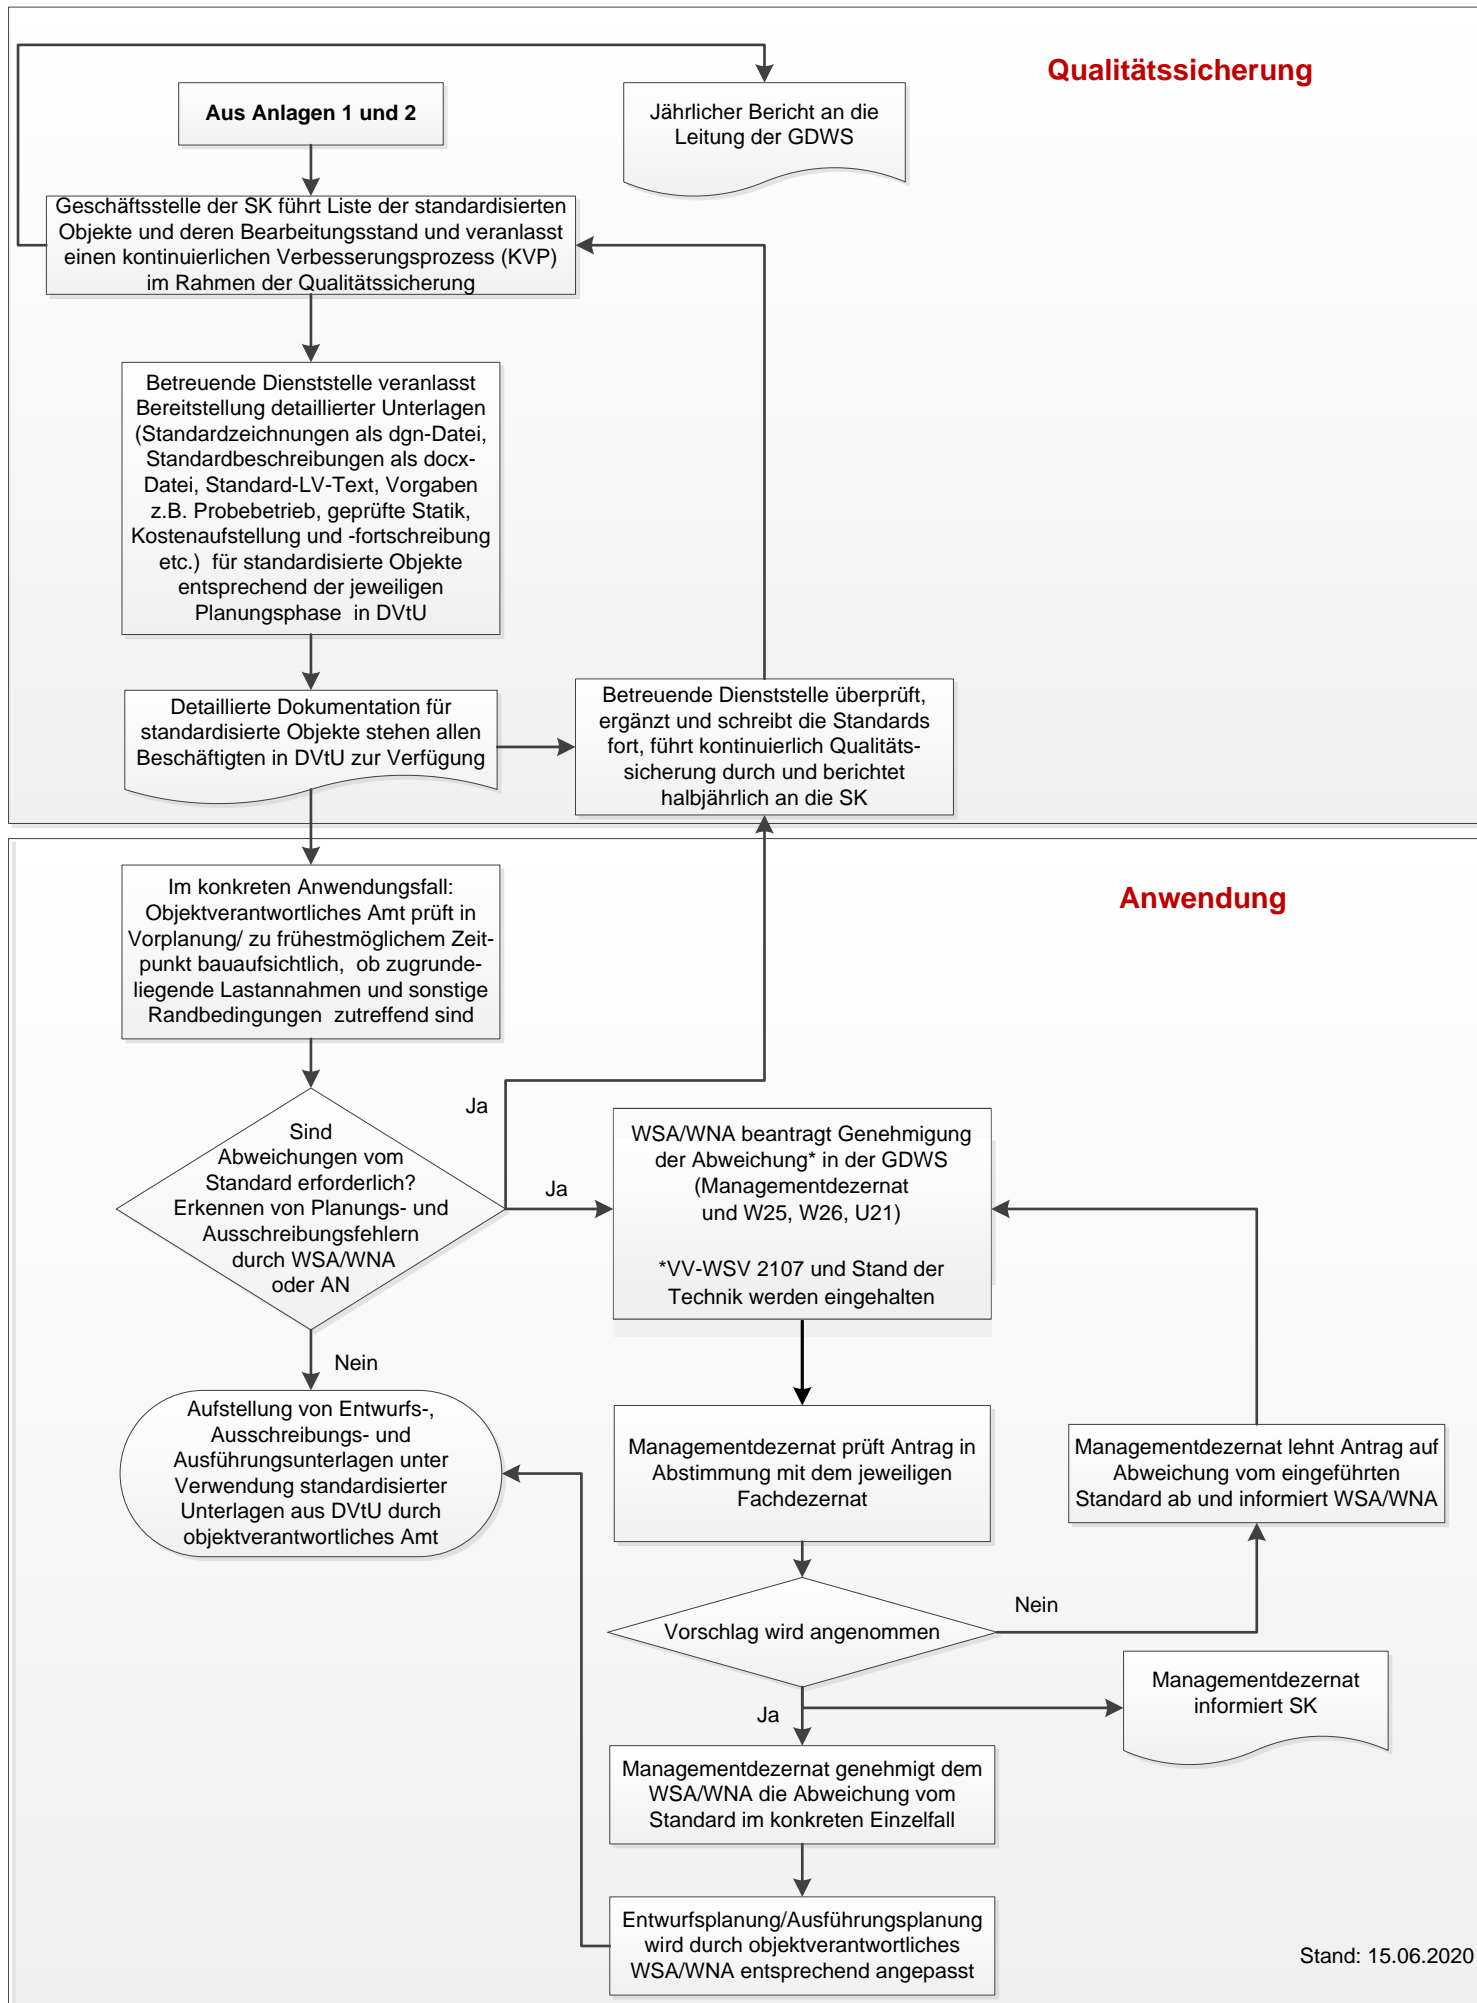 Qualitätssicherung
Aus Anlagen 1 und 2
Jährlicher Bericht an die
Leitung der GDWS
Geschäftsstelle der SK führt Liste der standardisierten
Objekte und deren Bearbeitungsstand und veranlasst
einen kontinuierlichen Verbesserungsprozess (KVP)
im Rahmen der Qualitätssicherung
Betreuende Dienststelle veranlasst
Bereitstellung detaillierter Unterlagen
(Standardzeichnungen als dgn-Datei,
Standardbeschreibungen als docx-
Datei, Standard-LV-Text, Vorgaben
z.B. Probebetrieb, geprüfte Statik,
Kostenaufstellung und -fortschreibung
etc.) für standardisierte Objekte
entsprechend der jeweiligen
Planungsphase in DVtU
Detaillierte Dokumentation für
standardisierte Objekte stehen allen
Beschäftigten in DVtU zur Verfügung
Betreuende Dienststelle überprüft,
ergänzt und schreibt die Standards
fort, führt kontinuierlich Qualitäts-
sicherung durch und berichtet
halbjährlich an die SK
Anwendung
Im konkreten Anwendungsfall:
Objektverantwortliches Amt prüft in
Vorplanung/ zu frühestmöglichem Zeit-
punkt bauaufsichtlich, ob zugrunde-
liegende Lastannahmen und sonstige
Randbedingungen zutreffend sind
Sind
Abweichungen vom
Standard erforderlich?
Erkennen von Planungs- und
Ausschreibungsfehlern
durch WSA/WNA
oder AN
Ja
Ja
Nein
WSA/WNA beantragt Genehmigung
der Abweichung* in der GDWS
(Managementdezernat
und W25, W26, U21)
*VV-WSV 2107 und Stand der
Technik werden eingehalten
Aufstellung von Entwurfs-,
Ausschreibungs- und
Ausführungsunterlagen unter
Verwendung standardisierter
Unterlagen aus DVtU durch
objektverantwortliches Amt
Managementdezernat prüft Antrag in
Abstimmung mit dem jeweiligen
Fachdezernat
Managementdezernat lehnt Antrag auf
Abweichung vom eingeführten
Standard ab und informiert WSA/WNA
Vorschlag wird angenommen
Nein
Ja
Managementdezernat
informiert SK
Managementdezernat genehmigt dem
WSA/WNA die Abweichung vom
Standard im konkreten Einzelfall
Entwurfsplanung/Ausführungsplanung
wird durch objektverantwortliches
WSA/WNA entsprechend angepasst
Stand: 15.06.2020